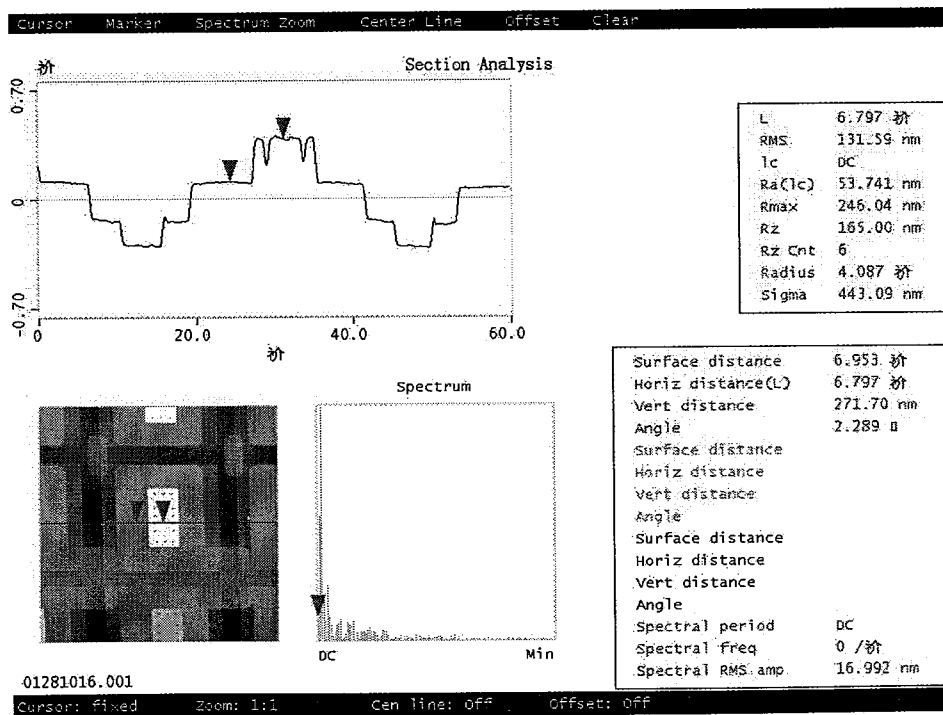 Cursor Marker Spectrum Zoom Center Line Offset Clear
Section Analysis
0.70
0
-0.70
0 20.0 40.0 60.0
L 6.797
RMS 131.59 nm
lc DC
Ra(lc) 53.741 nm
Rmax 246.04 nm
Rz 165.00 nm
Rz Cnt 6
Radius 4.087
Sigma 443.09 nm
Surface distance 6.953
Horiz distance(L) 6.797
Vert distance 271.70 nm
Angle 2.289
Surface distance
Horiz distance
Vert distance
Angle
Surface distance
Horiz distance
Vert distance
Angle
Spectral period DC
Spectral freq 0 /
Spectral RMS amp 16.992 nm
Spectrum
DC Min
01281016.001
Cursor: fixed Zoom: 1:1 Cen line: Off Offset: Off